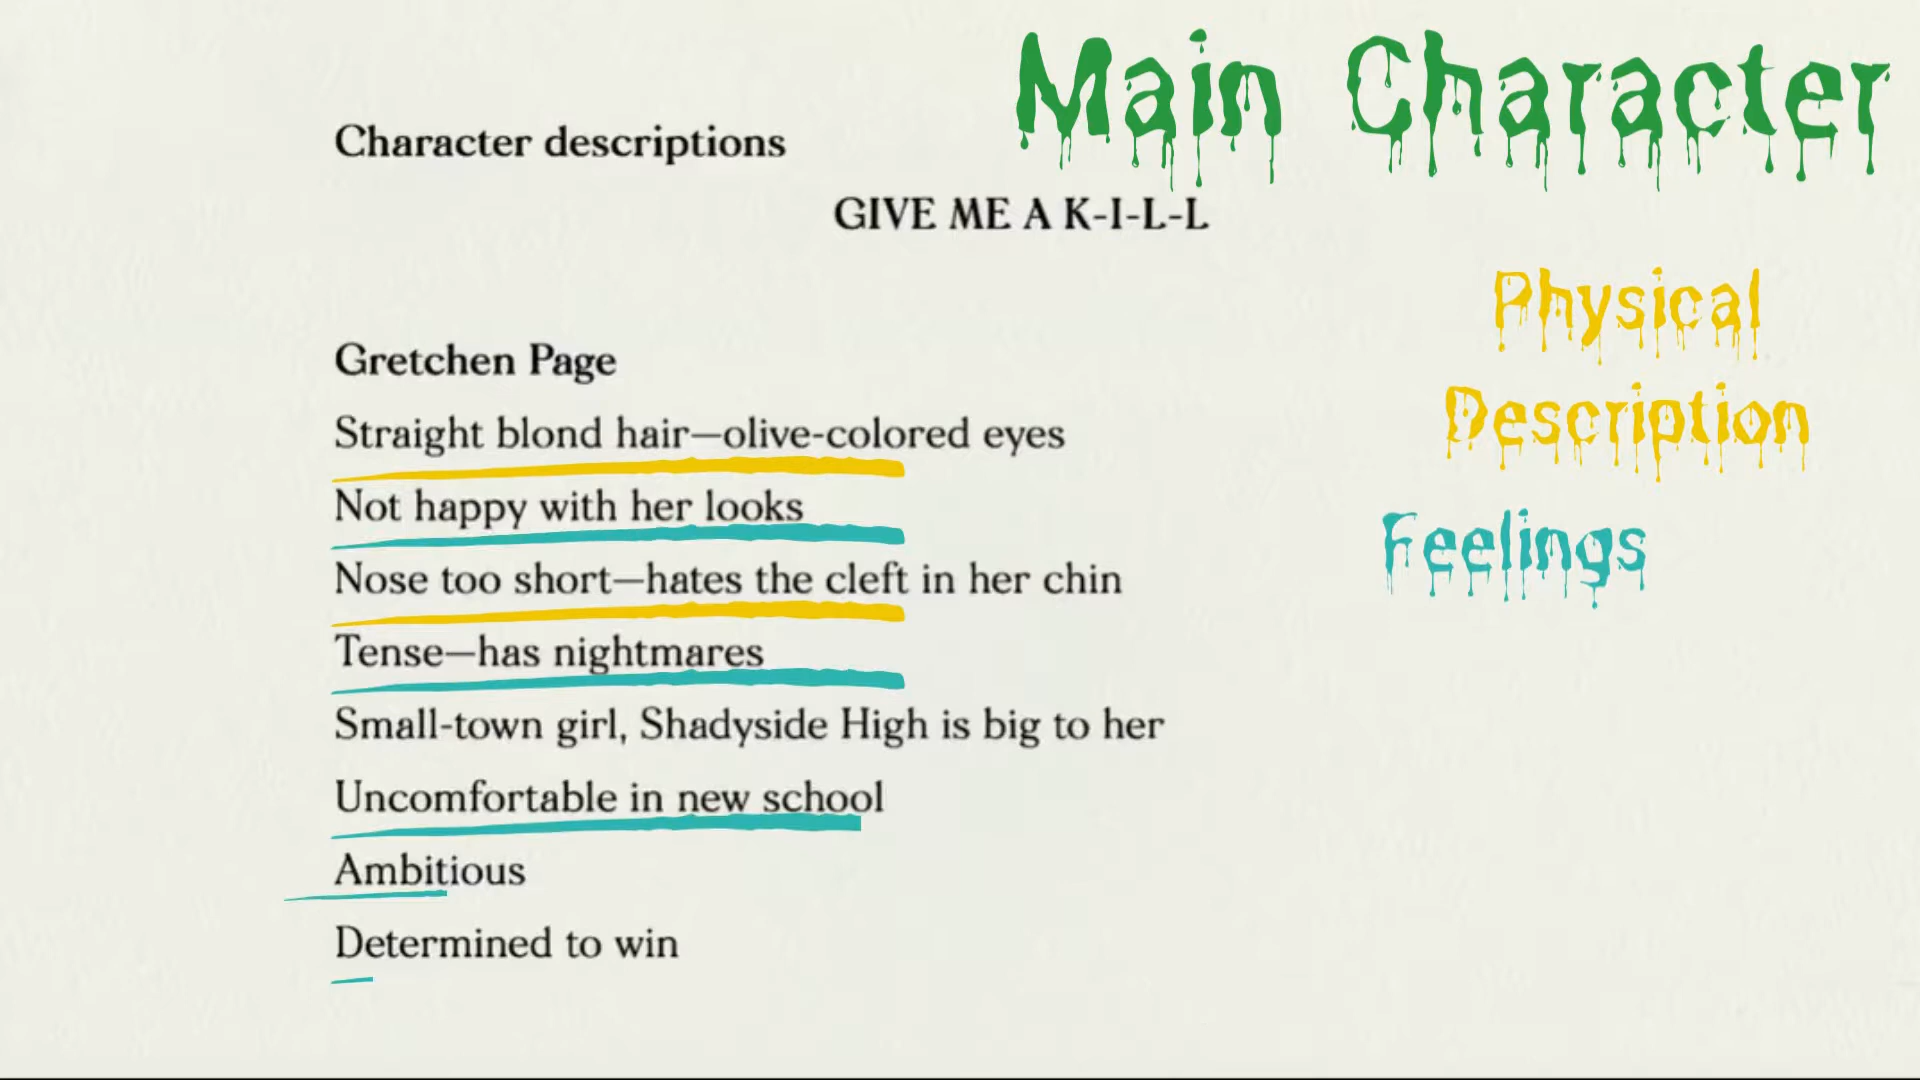 Main Character
Character descriptions
GIVE ME A K-I-L-L
Physical
Description
Feelings
Gretchen Page
Straight blond hair—olive-colored eyes
Not happy with her looks
Nose too short—hates the cleft in her chin
Tense—has nightmares
Small-town girl, Shadyside High is big to her
Uncomfortable in new school
Ambitious
Determined to win